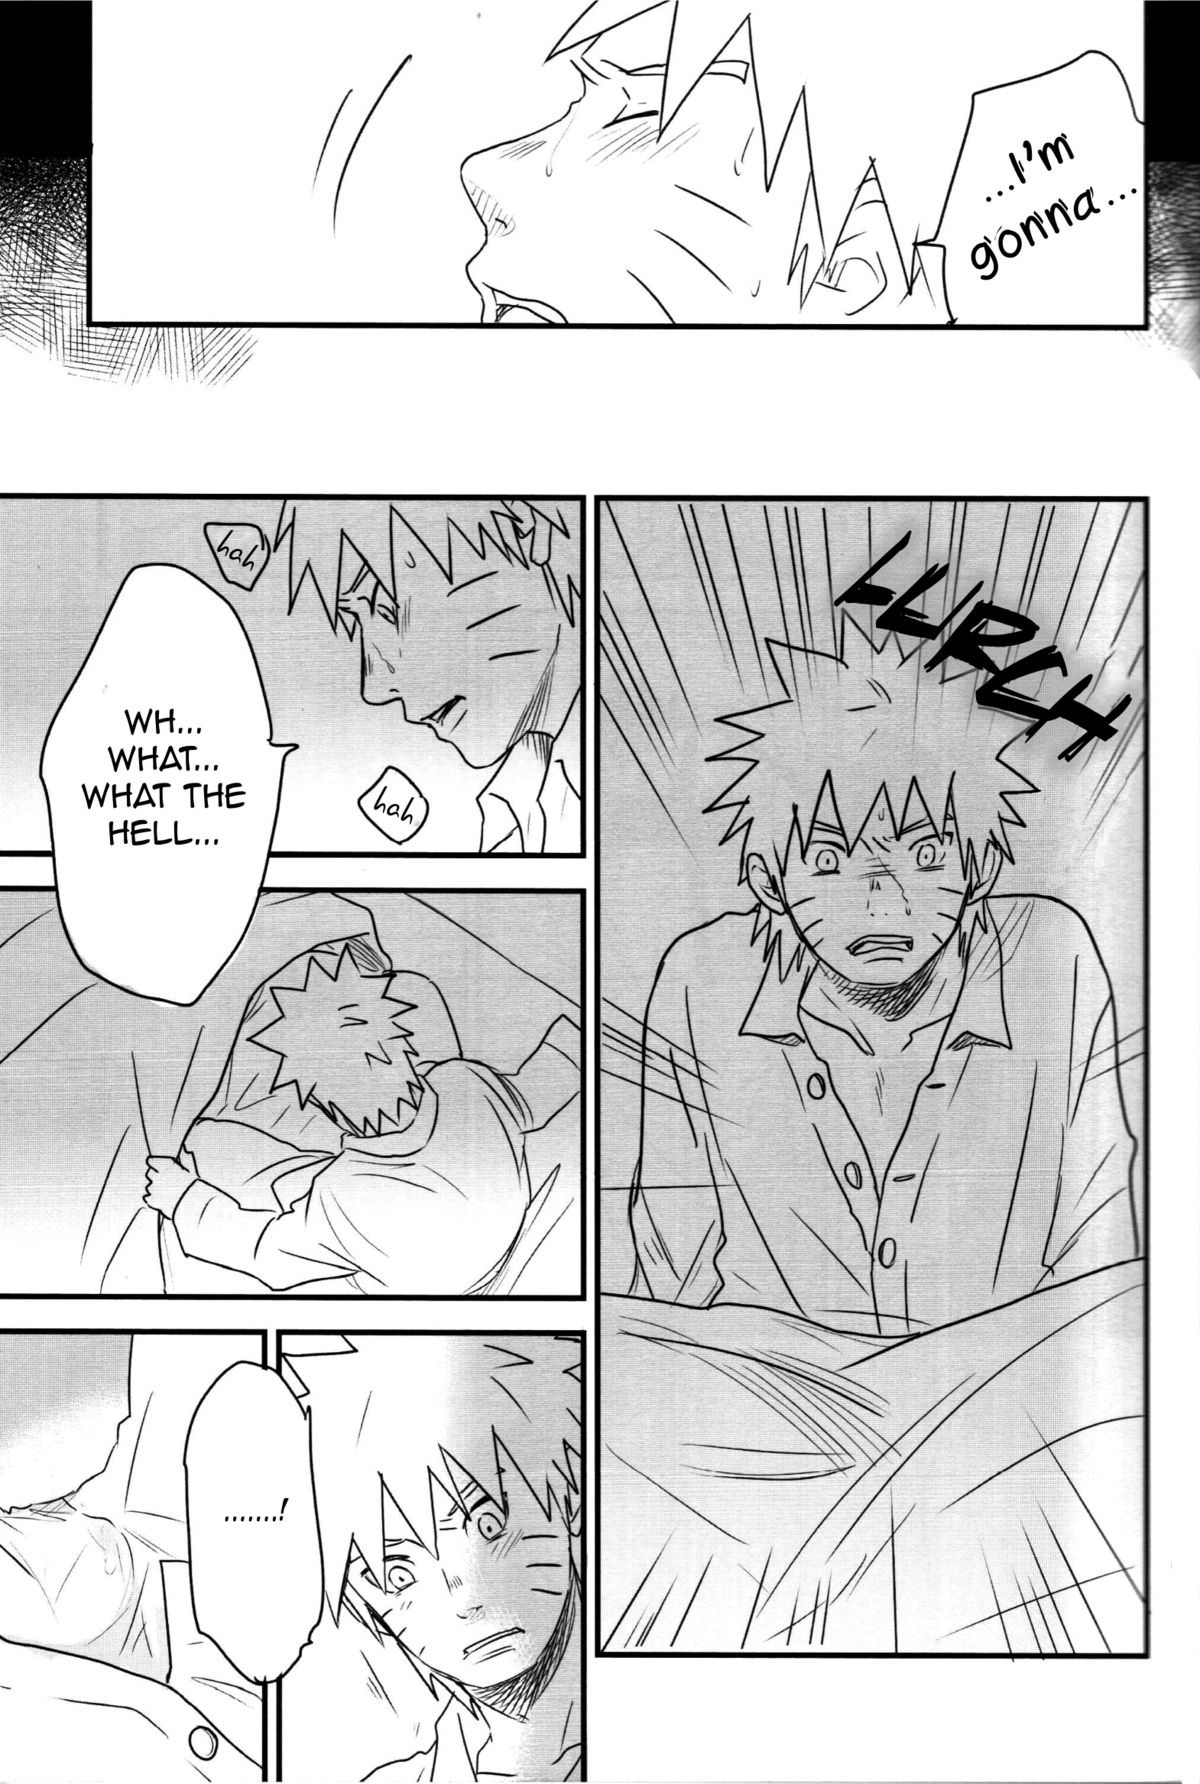 ...I'm
gonna...
LURCH
hah
hah
WH...
WHAT...
WHAT THE
HELL...
.......!